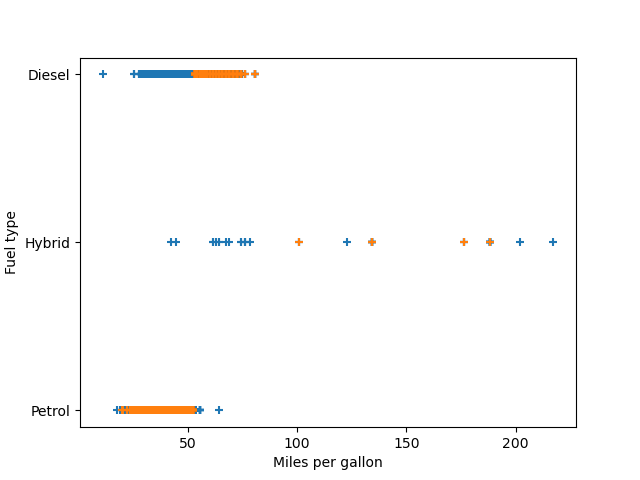 Diesel
Hybrid
Petrol
Fuel type
50 100 150 200
Miles per gallon